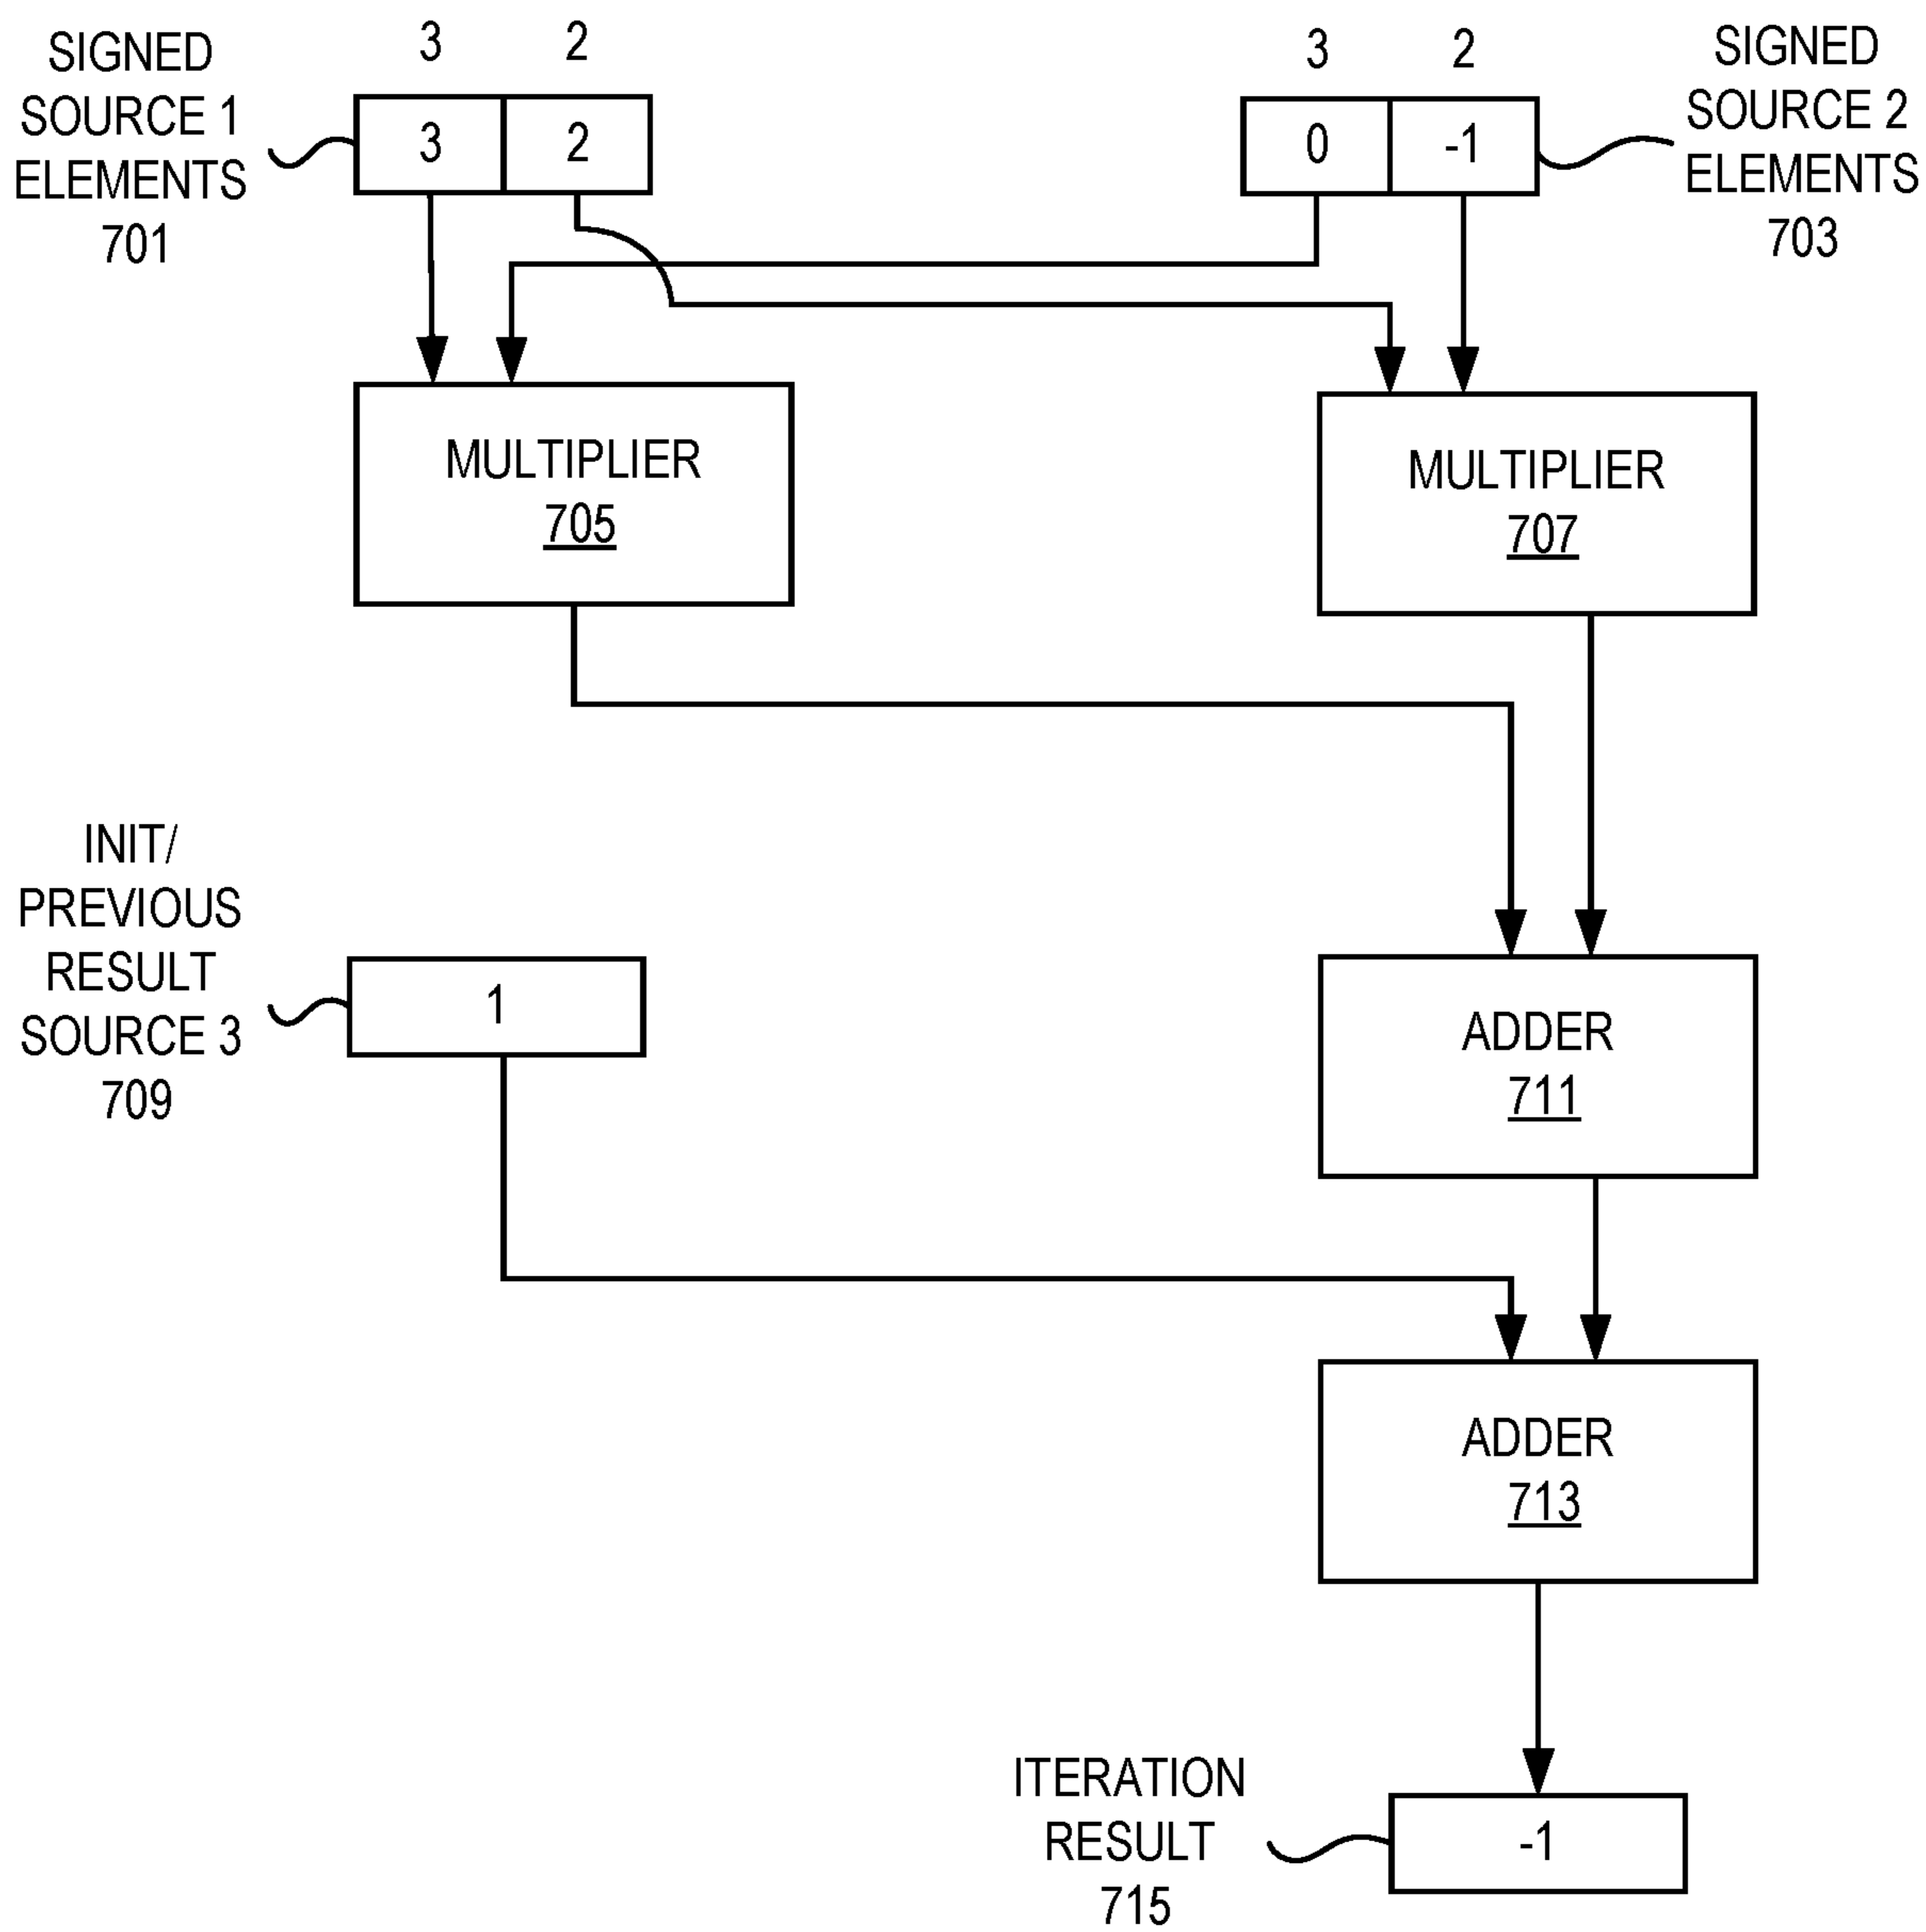 SIGNED
SOURCE 1
ELEMENTS
701
3 2
3 2
3 2
0 -1
SIGNED
SOURCE 2
ELEMENTS
703
MULTIPLIER
705
MULTIPLIER
707
INIT/
PREVIOUS
RESULT
SOURCE 3
709
1
ADDER
711
ADDER
713
ITERATION
RESULT
715
-1